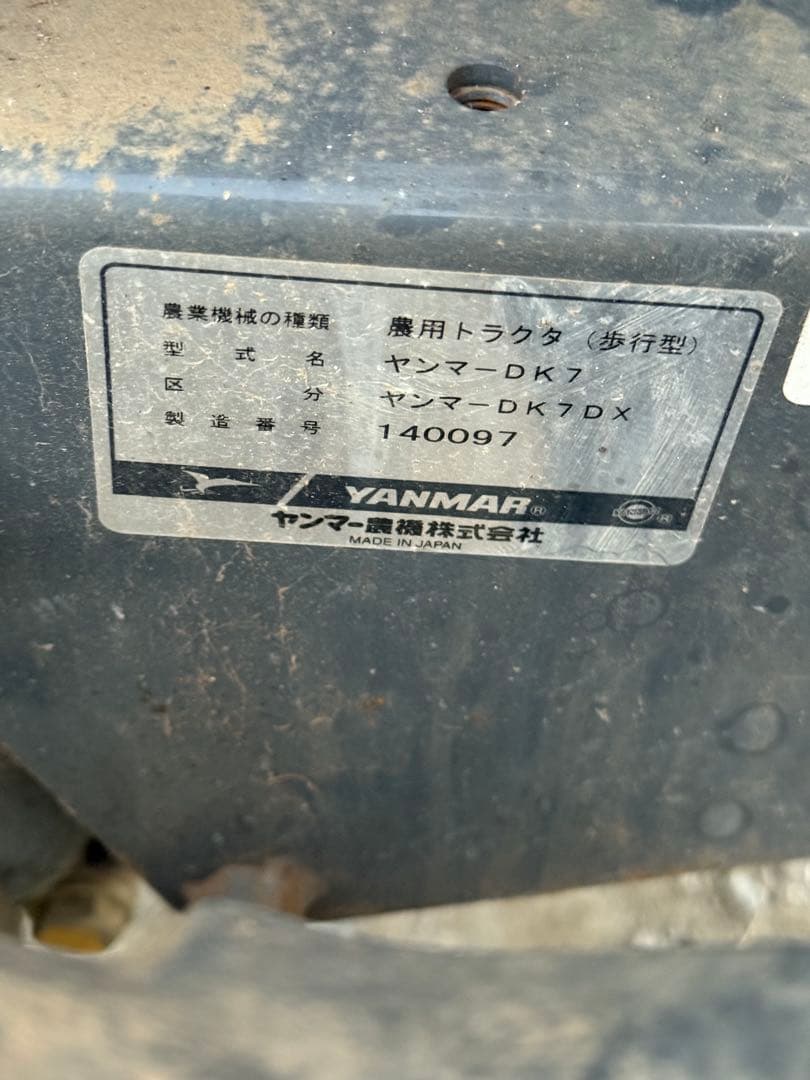 農業機械の種類 農用トラクタ（歩行型）
型式名 ヤンマーDK7
区分 ヤンマーDK7DX
製造番号 140097
YANMAR®
ヤンマー農機株式会社
MADE IN JAPAN